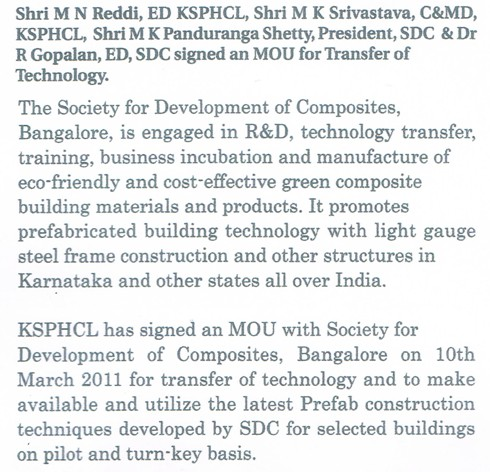 Shri M N Reddi, ED KSPHCL, Shri M K Srivastava, C&MD,
KSPHCL, Shri M K Panduranga Shetty, President, SDC & Dr
R Gopalan, ED, SDC signed an MOU for Transfer of
Technology.
The Society for Development of Composites,
Bangalore, is engaged in R&D, technology transfer,
training, business incubation and manufacture of
eco-friendly and cost-effective green composite
building materials and products. It promotes
prefabricated building technology with light gauge
steel frame construction and other structures in
Karnataka and other states all over India.
KSPHCL has signed an MOU with Society for
Development of Composites, Bangalore on 10th
March 2011 for transfer of technology and to make
available and utilize the latest Prefab construction
techniques developed by SDC for selected buildings
on pilot and turn-key basis.